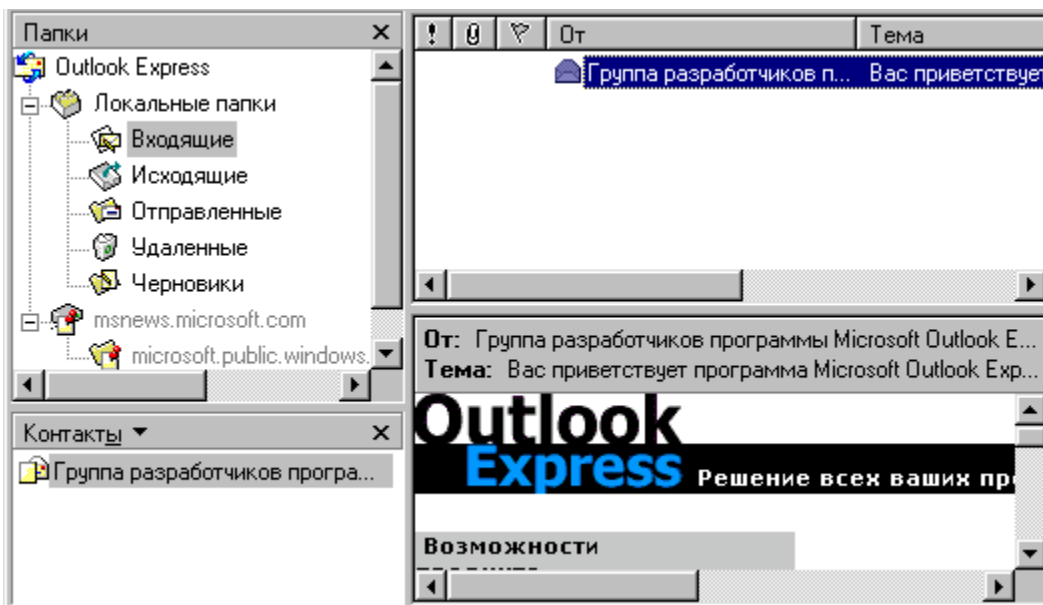 Папки
Outlook Express
Локальные папки
Входящие
Исходящие
Отправленные
Удаленные
Черновики
msnews.microsoft.com
microsoft.public.windows.
Контакты
Группа разработчиков програ...
От Тема
Группа разработчиков п... Вас приветствует
От: Группа разработчиков программы Microsoft Outlook E...
Тема: Вас приветствует программа Microsoft Outlook Exp...
Outlook
Express Решение всех ваших
Возможности